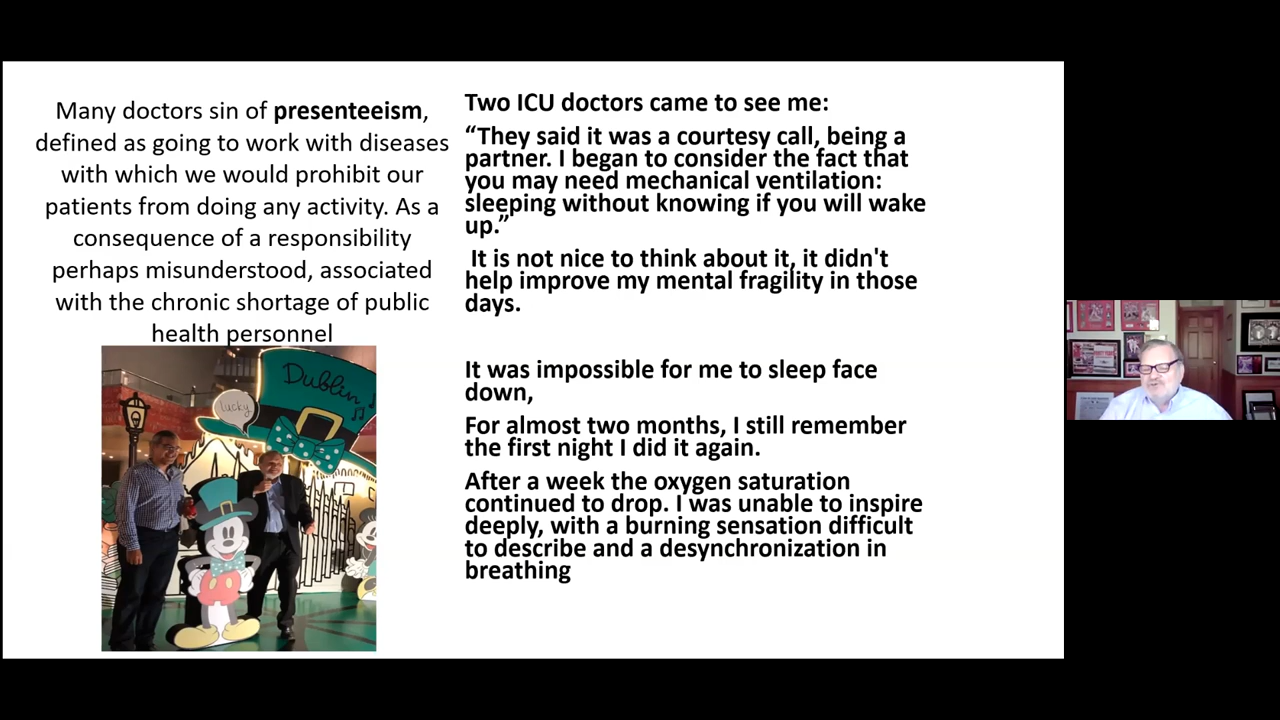 Many doctors sin of presenteeism,
defined as going to work with diseases
with which we would prohibit our
patients from doing any activity. As a
consequence of a responsibility
perhaps misunderstood, associated
with the chronic shortage of public
health personnel
Dublin
lucky
Two ICU doctors came to see me:
“They said it was a courtesy call, being a
partner. I began to consider the fact that
you may need mechanical ventilation:
sleeping without knowing if you will wake
up.”
It is not nice to think about it, it didn't
help improve my mental fragility in those
days.
It was impossible for me to sleep face
down,
For almost two months, I still remember
the first night I did it again.
After a week the oxygen saturation
continued to drop. I was unable to inspire
deeply, with a burning sensation difficult
to describe and a desynchronization in
breathing